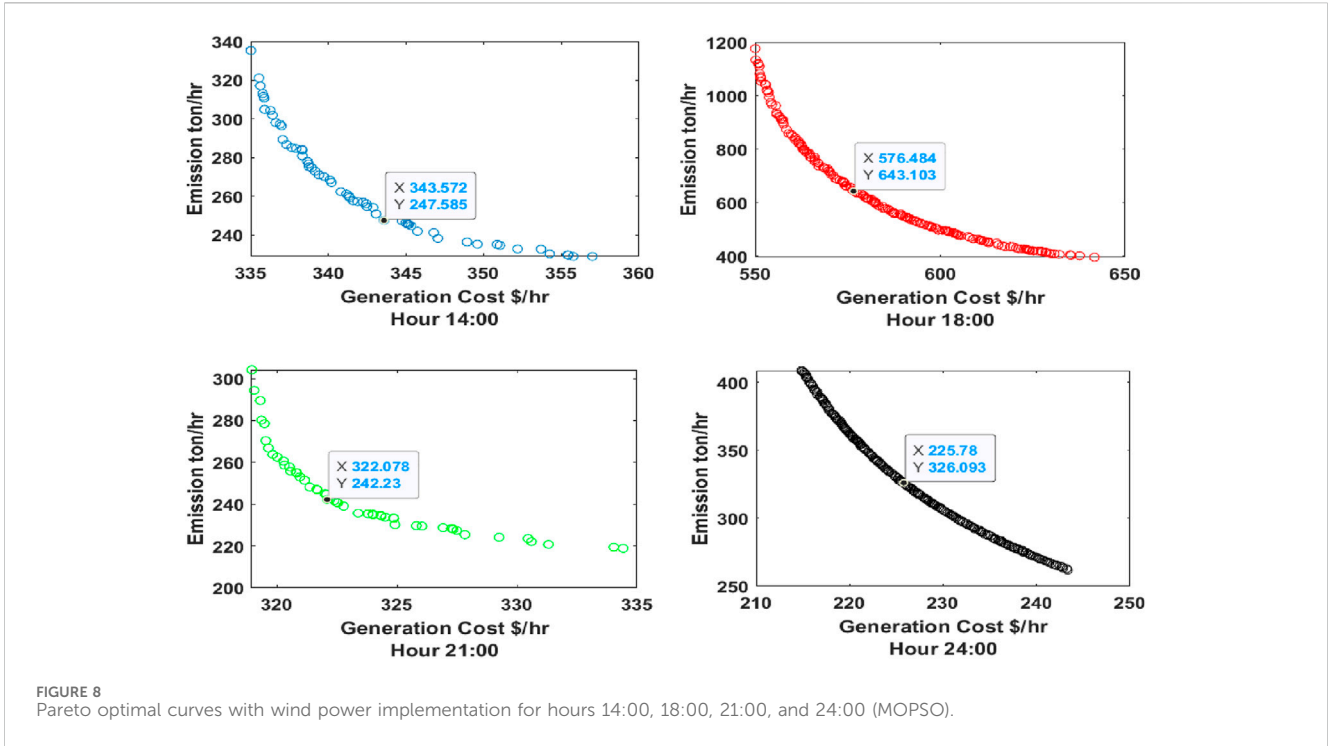 340
320
300
280
260
240
Emission ton/hr
X 343.572
Y 247.585
335 340 345 350 355 360
Generation Cost $/hr
Hour 14:00
1200
1000
800
600
400
Emission ton/hr
X 576.484
Y 643.103
550 600 650
Generation Cost $/hr
Hour 18:00
300
280
260
240
220
200
Emission ton/hr
X 322.078
Y 242.23
320 325 330 335
Generation Cost $/hr
Hour 21:00
400
350
300
250
Emission ton/hr
X 225.78
Y 326.093
210 220 230 240 250
Generation Cost $/hr
Hour 24:00
FIGURE 8
Pareto optimal curves with wind power implementation for hours 14:00, 18:00, 21:00, and 24:00 (MOPSO).